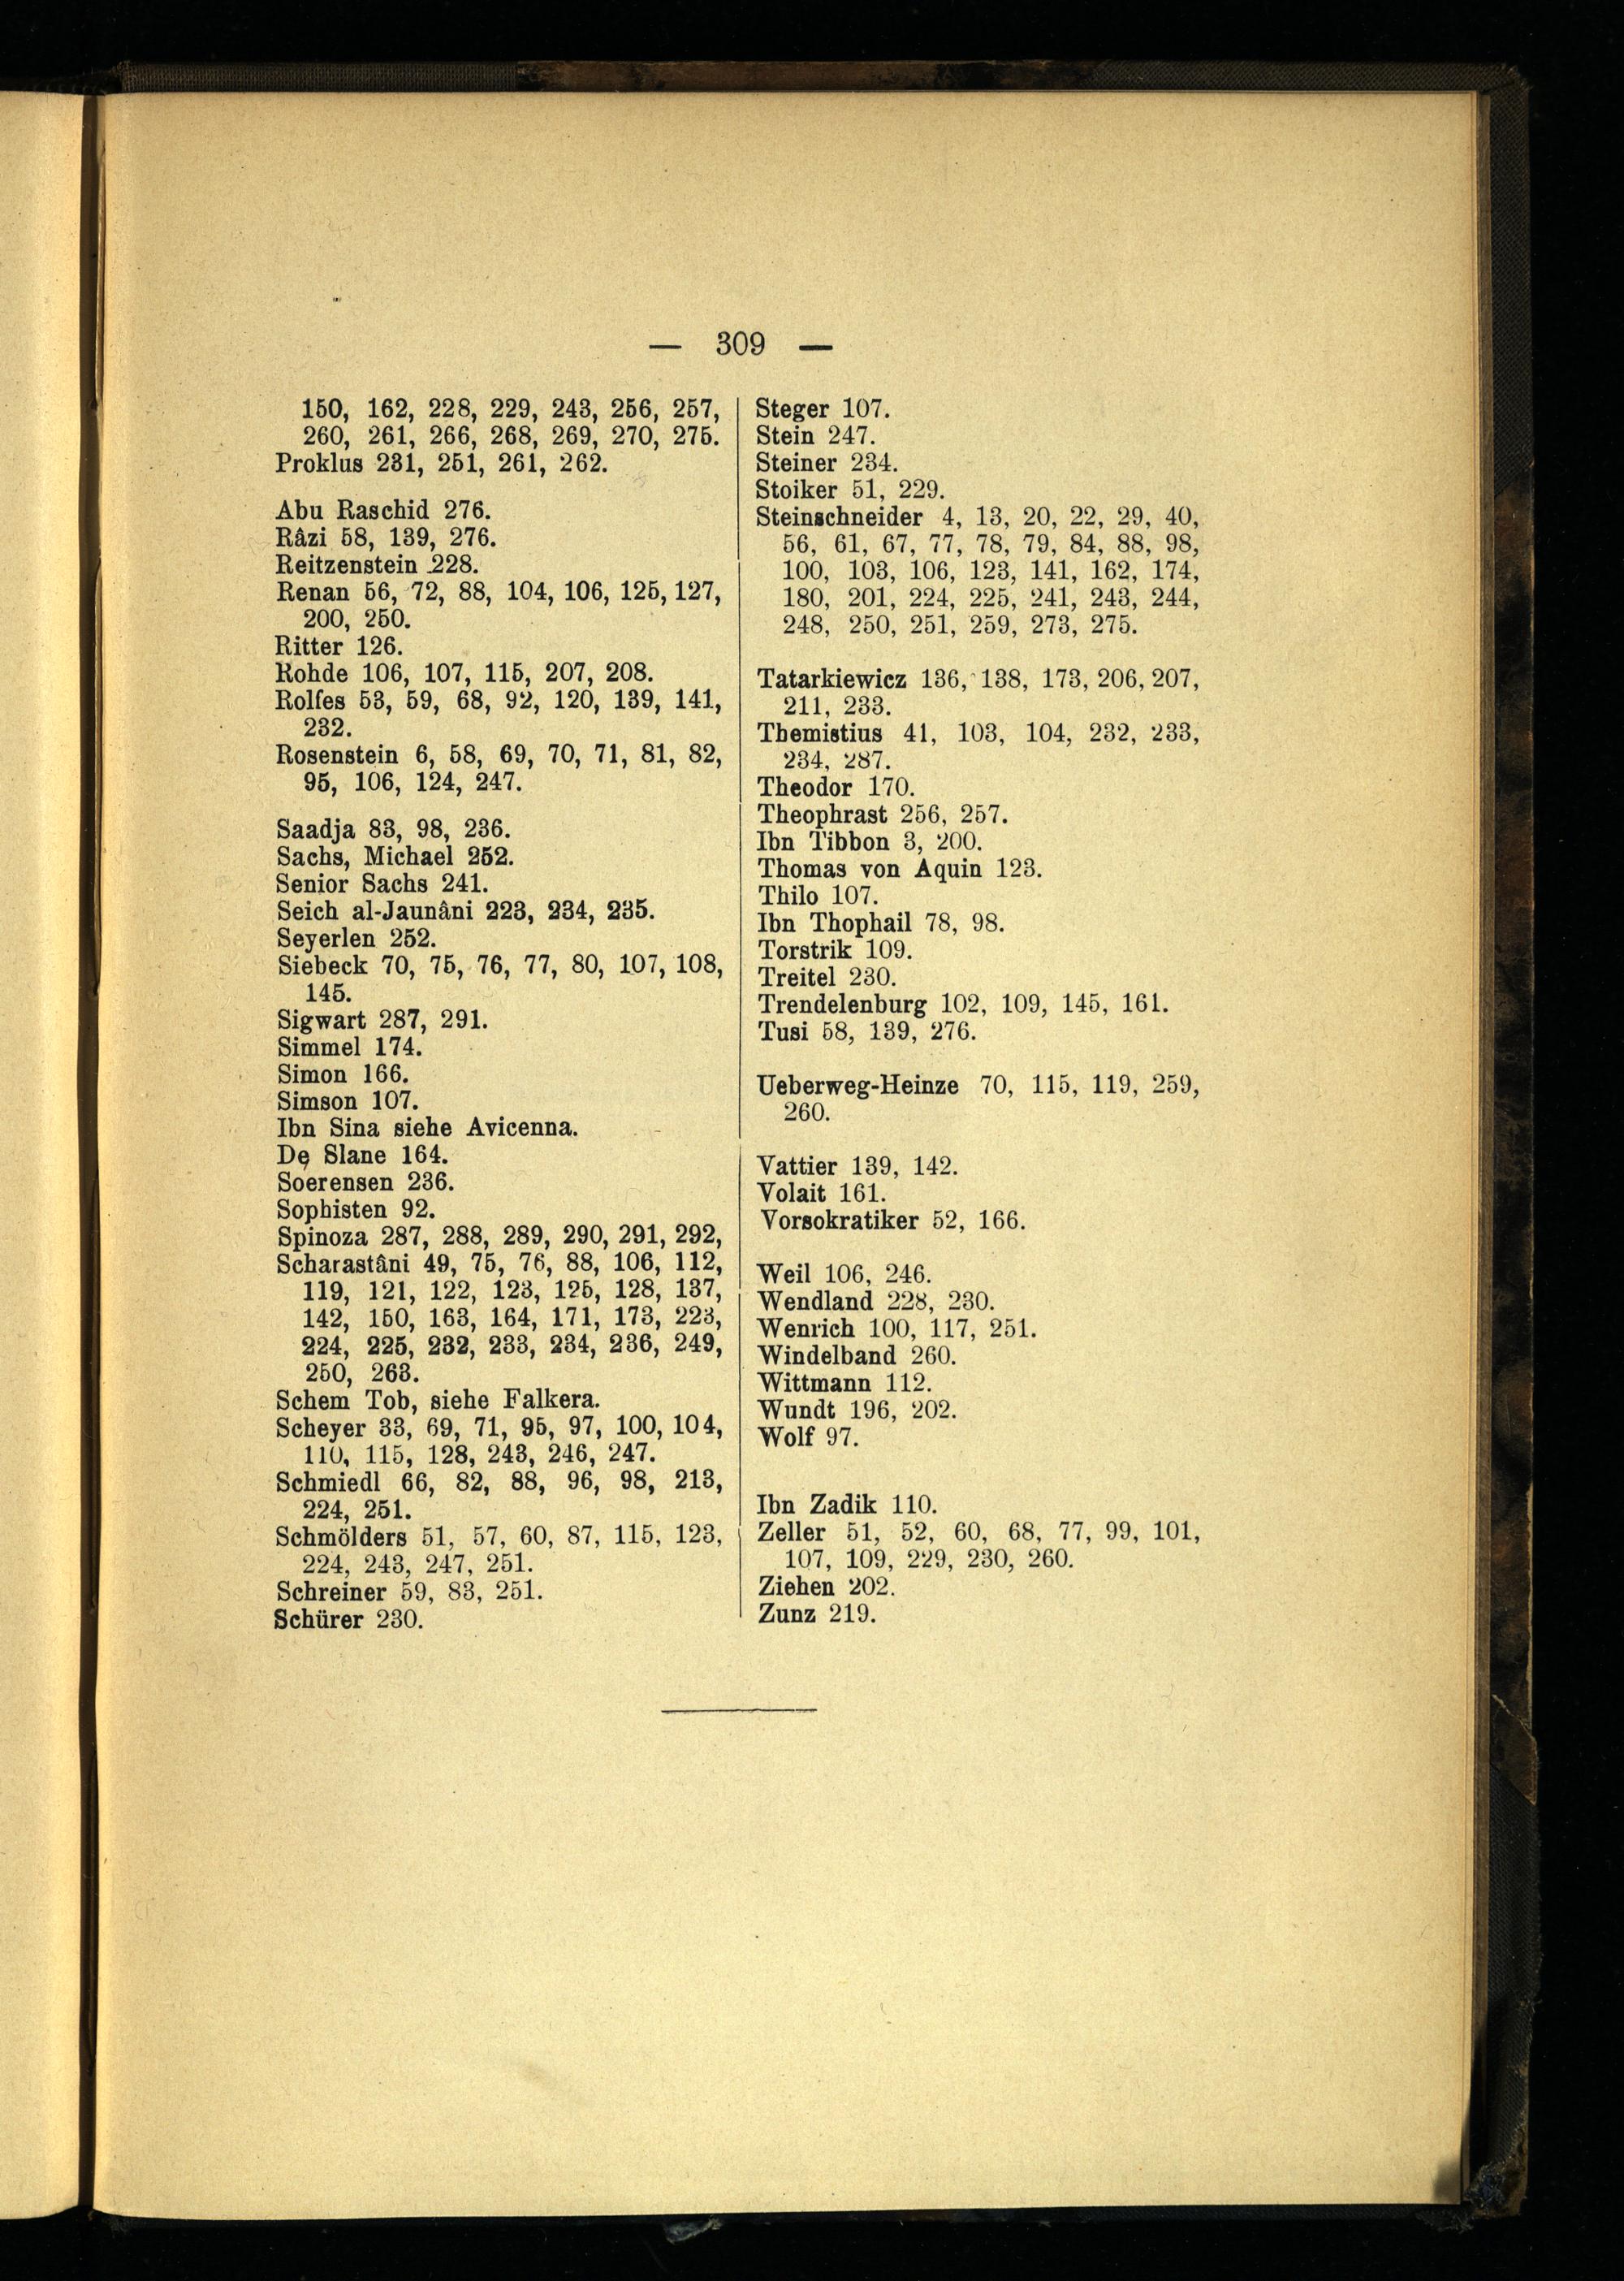 — 309 —
150, 162, 228, 229, 243, 256, 257,
260, 261, 266, 268, 269, 270, 275.
Proklus 231, 251, 261, 262.
Abu Raschid 276.
Râzi 58, 139, 276.
Reitzenstein 228.
Renan 56, 72, 88, 104, 106, 125, 127,
200, 250.
Ritter 126.
Rohde 106, 107, 115, 207, 208.
Rolfes 53, 59, 68, 92, 120, 139, 141,
232.
Rosenstein 6, 58, 69, 70, 71, 81, 82,
95, 106, 124, 247.
Saadja 83, 98, 236.
Sachs, Michael 252.
Senior Sachs 241.
Seich al-Jaunâni 223, 234, 235.
Seyerlen 252.
Siebeck 70, 75, 76, 77, 80, 107, 108,
145.
Sigwart 287, 291.
Simmel 174.
Simon 166.
Simson 107.
Ibn Sina siehe Avicenna.
De Slane 164.
Soerensen 236.
Sophisten 92.
Spinoza 287, 288, 289, 290, 291, 292,
Scharastâni 49, 75, 76, 88, 106, 112,
119, 121, 122, 123, 125, 128, 137,
142, 150, 163, 164, 171, 173, 223,
224, 225, 232, 233, 234, 236, 249,
250, 263.
Schem Tob, siehe Falkera.
Scheyer 33, 69, 71, 95, 97, 100, 104,
110, 115, 128, 243, 246, 247.
Schmiedl 66, 82, 88, 96, 98, 213,
224, 251.
Schmölders 51, 57, 60, 87, 115, 123,
224, 243, 247, 251.
Schreiner 59, 83, 251.
Schürer 230.
Steger 107.
Stein 247.
Steiner 234.
Stoiker 51, 229.
Steinschneider 4, 13, 20, 22, 29, 40,
56, 61, 67, 77, 78, 79, 84, 88, 98,
100, 103, 106, 123, 141, 162, 174,
180, 201, 224, 225, 241, 243, 244,
248, 250, 251, 259, 273, 275.
Tatarkiewicz 136, 138, 173, 206, 207,
211, 233.
Themistius 41, 103, 104, 232, 233,
234, 287.
Theodor 170.
Theophrast 256, 257.
Ibn Tibbon 3, 200.
Thomas von Aquin 123.
Thilo 107.
Ibn Thophail 78, 98.
Torstrik 109.
Treitel 230.
Trendelenburg 102, 109, 145, 161.
Tusi 58, 139, 276.
Ueberweg-Heinze 70, 115, 119, 259,
260.
Vattier 139, 142.
Volait 161.
Vorsokratiker 52, 166.
Weil 106, 246.
Wendland 228, 230.
Wenrich 100, 117, 251.
Windelband 260.
Wittmann 112.
Wundt 196, 202.
Wolf 97.
Ibn Zadik 110.
Zeller 51, 52, 60, 68, 77, 99, 101,
107, 109, 229, 230, 260.
Ziehen 202.
Zunz 219.